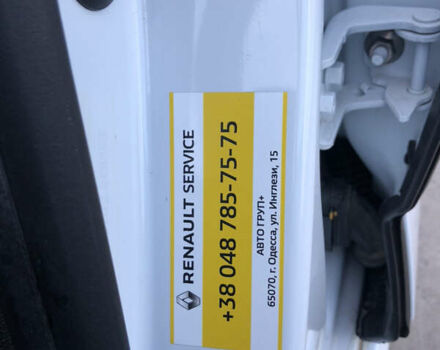 RENAULT SERVICE
+38 048 785-75-75
АВТО ГРУП+
65070, г. Одесса, ул. Инглези, 15